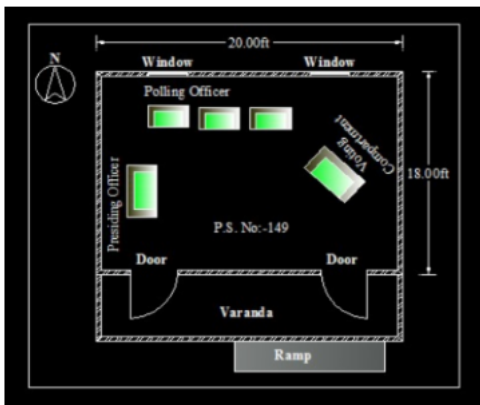 20.00ft
N
Window
Window
Polling Officer
Voting
Compartment
18.00ft
Presiding Officer
P.S. No:-149
Door
Door
Varanda
Ramp